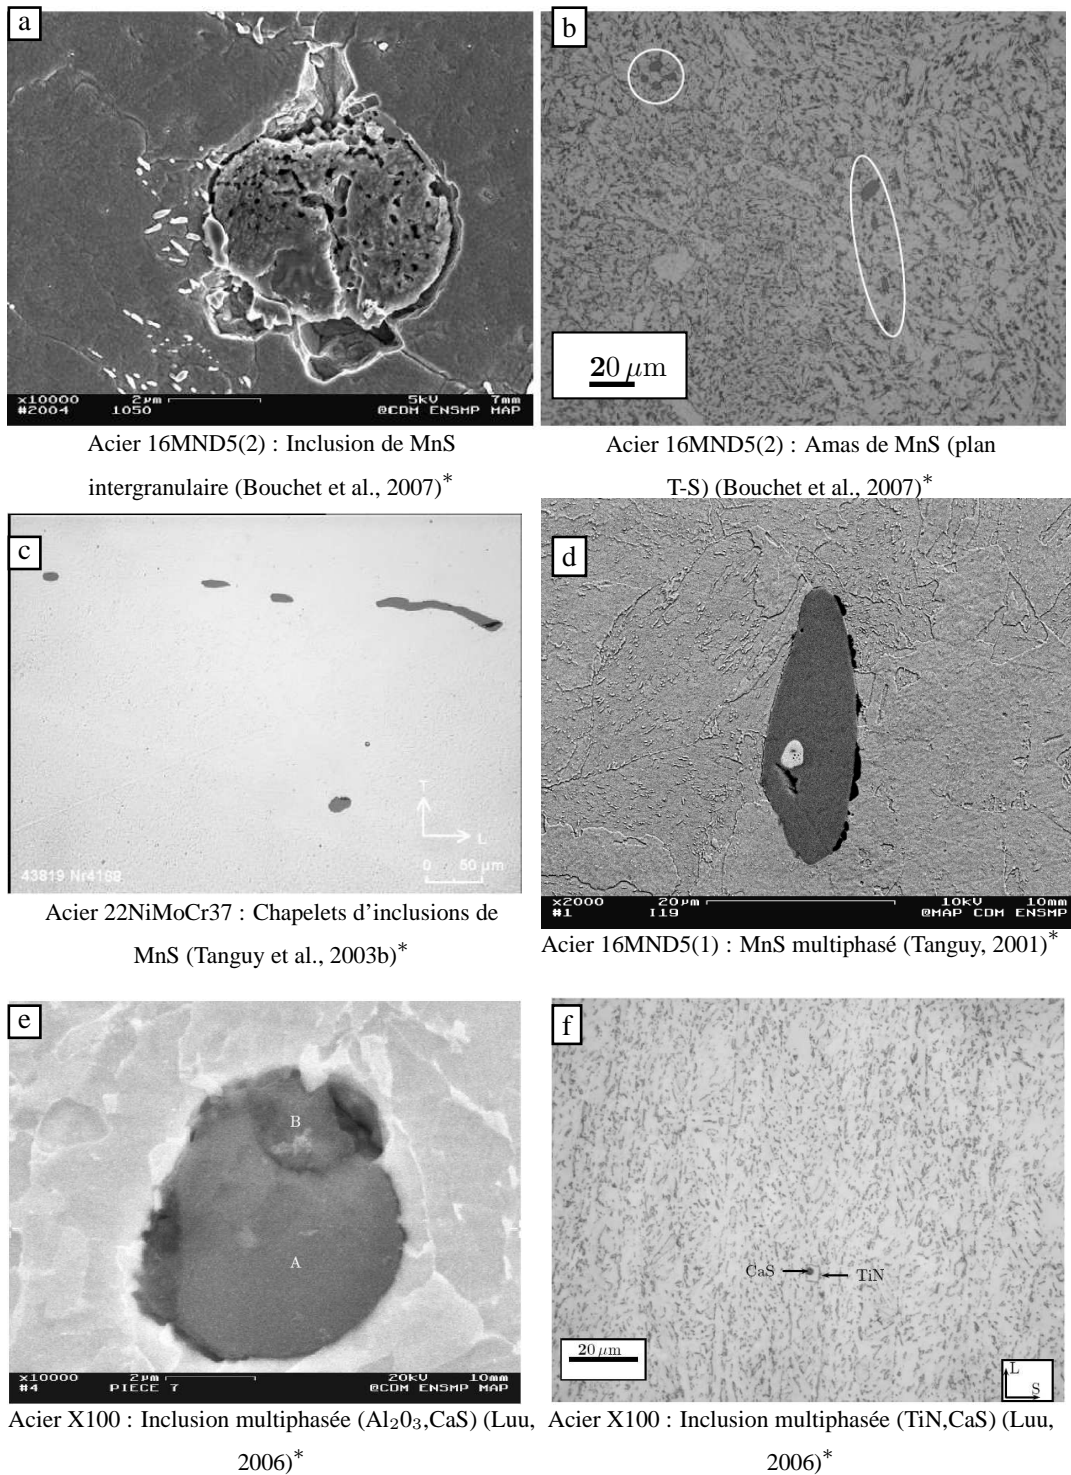 a
x10000 2µm 5kV 7mm
#2004 1050 @CDM ENSMP MAP
Acier 16MND5(2) : Inclusion de MnS
intergranulaire (Bouchet et al., 2007)*
b
20 µm
Acier 16MND5(2) : Amas de MnS (plan
T-S) (Bouchet et al., 2007)*
c
T
L
0 50 µm
43819 Nr4188
Acier 22NiMoCr37 : Chapelets d'inclusions de
MnS (Tanguy et al., 2003b)*
d
x2000 20µm 10kV 10mm
#1 I19 @MAP CDM ENSMP
Acier 16MND5(1) : MnS multiphasé (Tanguy, 2001)*
e
B
A
x10000 2µm 20kV 10mm
#4 PIECE 7 @CDM ENSMP MAP
Acier X100 : Inclusion multiphasée (Al₂0₃,CaS) (Luu,
2006)*
f
CaS TiN
20 µm
L
S
Acier X100 : Inclusion multiphasée (TiN,CaS) (Luu,
2006)*